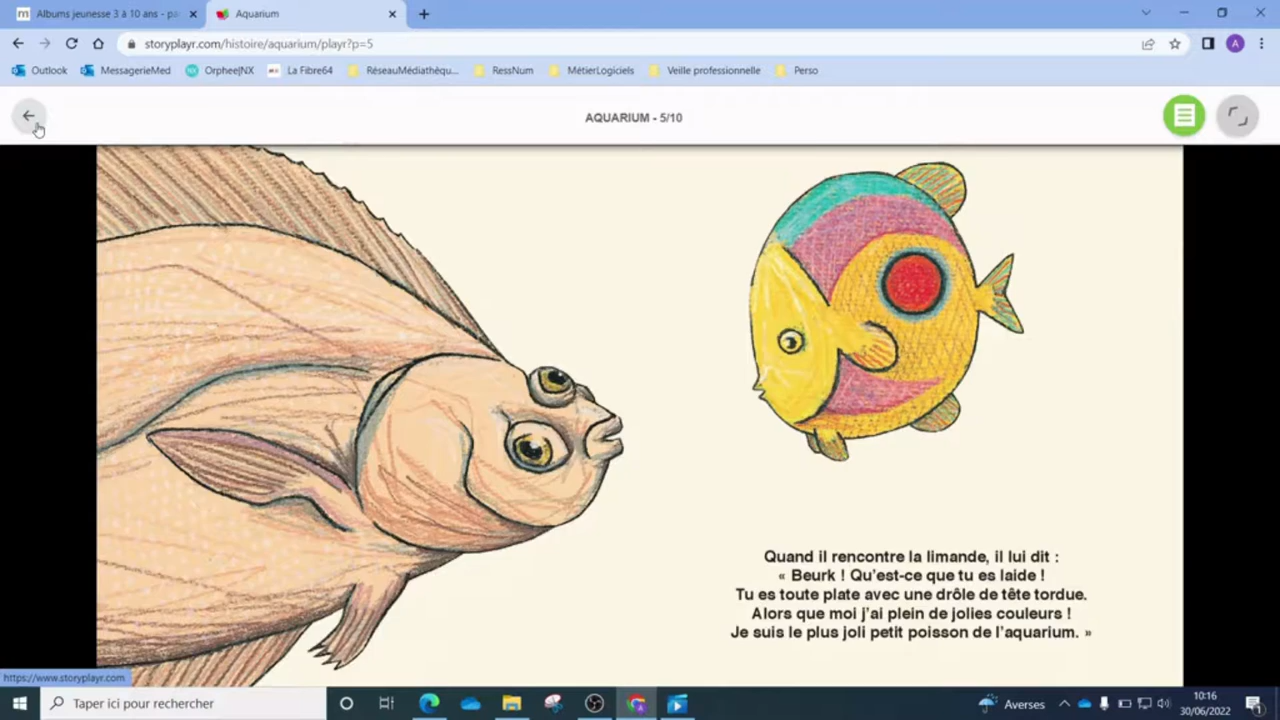 Albums jeunesse 3 à 10 ans - pa
Aquarium
storyplayr.com/histoire/aquarium/playr?p=5
A
Outlook
MessagerieMed
Orphee|NX
La Fibre64
RéseauMédiathèqu...
RessNum
MétierLogiciels
Veille professionnelle
Perso
AQUARIUM - 5/10
Quand il rencontre la limande, il lui dit :
« Beurk ! Qu'est-ce que tu es laide !
Tu es toute plate avec une drôle de tête tordue.
Alors que moi j'ai plein de jolies couleurs !
Je suis le plus joli petit poisson de l'aquarium. »
https://www.storyplayr.com
Taper ici pour rechercher
Averses
10:16
30/06/2022
1